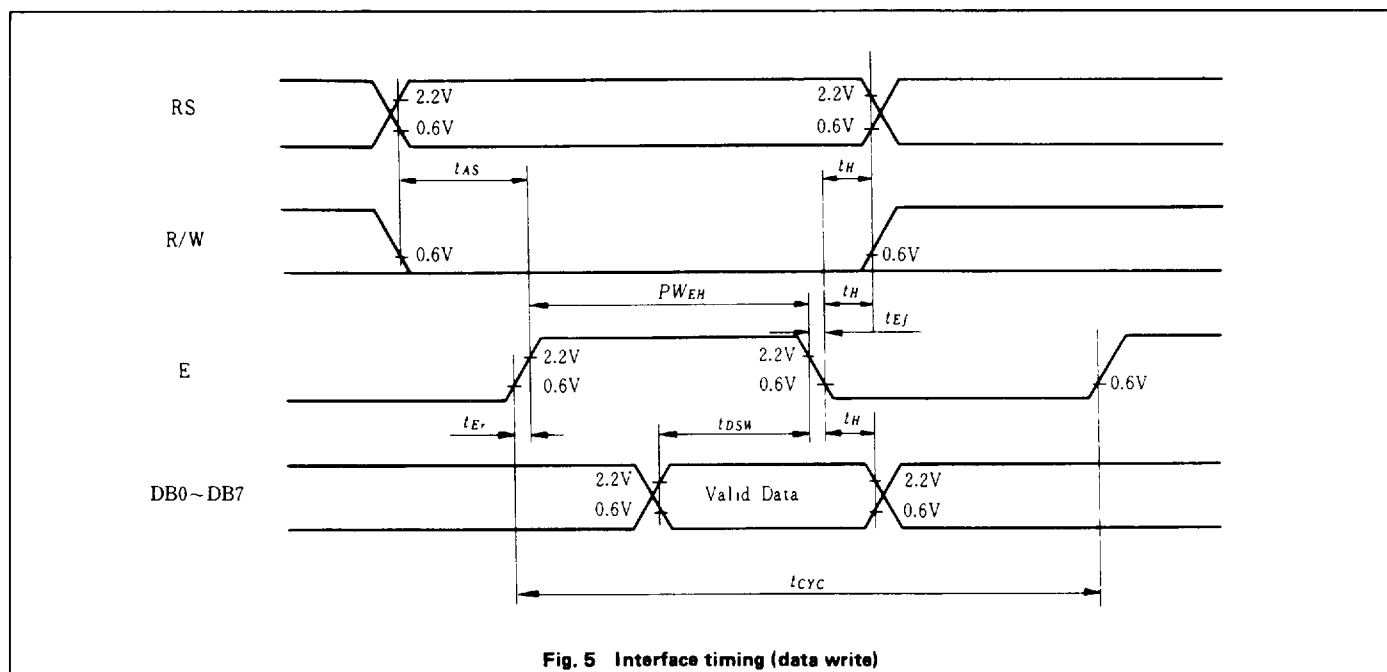 RS
2.2V
0.6V
2.2V
0.6V
tAS
tH
R/W
0.6V
0.6V
PWEH
tH
tEf
E
2.2V
0.6V
2.2V
0.6V
0.6V
tEr
tDSW
tH
DB0~DB7
2.2V
0.6V
Valid Data
2.2V
0.6V
tCYC
Fig. 5 Interface timing (data write)